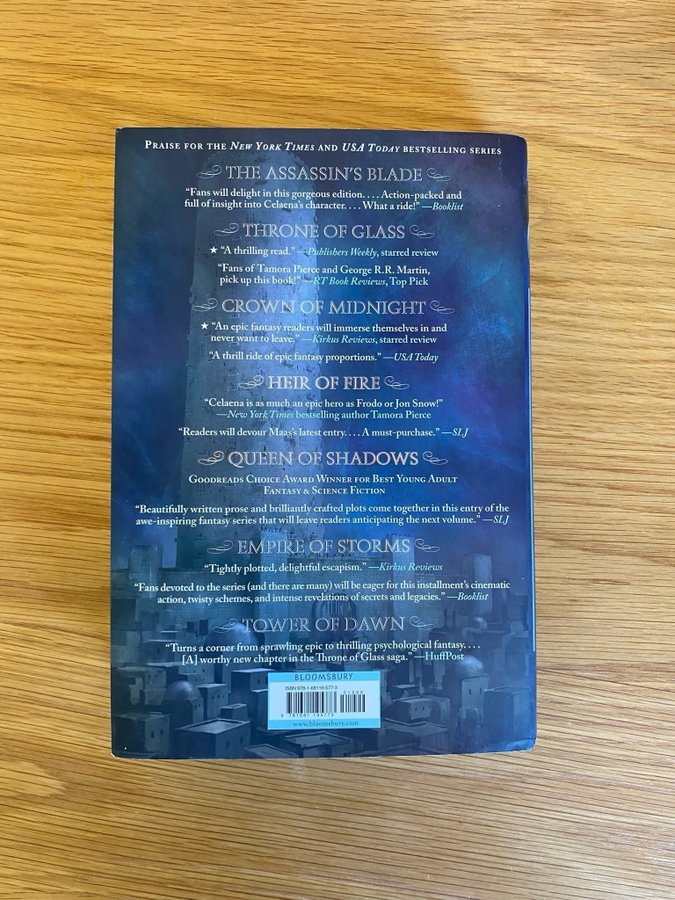 PRAISE FOR THE NEW YORK TIMES AND USA TODAY BESTSELLING SERIES
THE ASSASSIN'S BLADE
“Fans will delight in this gorgeous edition. . . . Action-packed and
full of insight into Celaena's character. . . . What a ride!” —Booklist
THRONE OF GLASS
★ “A thrilling read.” —Publishers Weekly, starred review
“Fans of Tamora Pierce and George R.R. Martin,
pick up this book!” —RT Book Reviews, Top Pick
CROWN OF MIDNIGHT
★ “An epic fantasy readers will immerse themselves in and
never want to leave.” —Kirkus Reviews, starred review
“A thrill ride of epic fantasy proportions.” —USA Today
HEIR OF FIRE
“Celaena is as much an epic hero as Frodo or Jon Snow!”
—New York Times bestselling author Tamora Pierce
“Readers will devour Maas's latest entry. . . . A must-purchase.” —SLJ
QUEEN OF SHADOWS
GOODREADS CHOICE AWARD WINNER FOR BEST YOUNG ADULT
FANTASY & SCIENCE FICTION
“Beautifully written prose and brilliantly crafted plots come together in this entry of the
awe-inspiring fantasy series that will leave readers anticipating the next volume.” —SLJ
EMPIRE OF STORMS
“Tightly plotted, delightful escapism.” —Kirkus Reviews
“Fans devoted to the series (and there are many) will be eager for this installment's cinematic
action, twisty schemes, and intense revelations of secrets and legacies.” —Booklist
TOWER OF DAWN
“Turns a corner from sprawling epic to thrilling psychological fantasy. . . .
[A] worthy new chapter in the Throne of Glass saga.” —HuffPost
BLOOMSBURY
ISBN 978-1-68119-577-3
www.bloomsbury.com